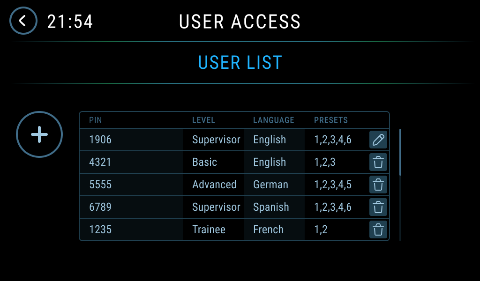 21:54 USER ACCESS
USER LIST
PIN LEVEL LANGUAGE PRESETS
1906 Supervisor English 1,2,3,4,6
4321 Basic English 1,2,3
5555 Advanced German 1,2,3,4,5
6789 Supervisor Spanish 1,2,3,4,6
1235 Trainee French 1,2